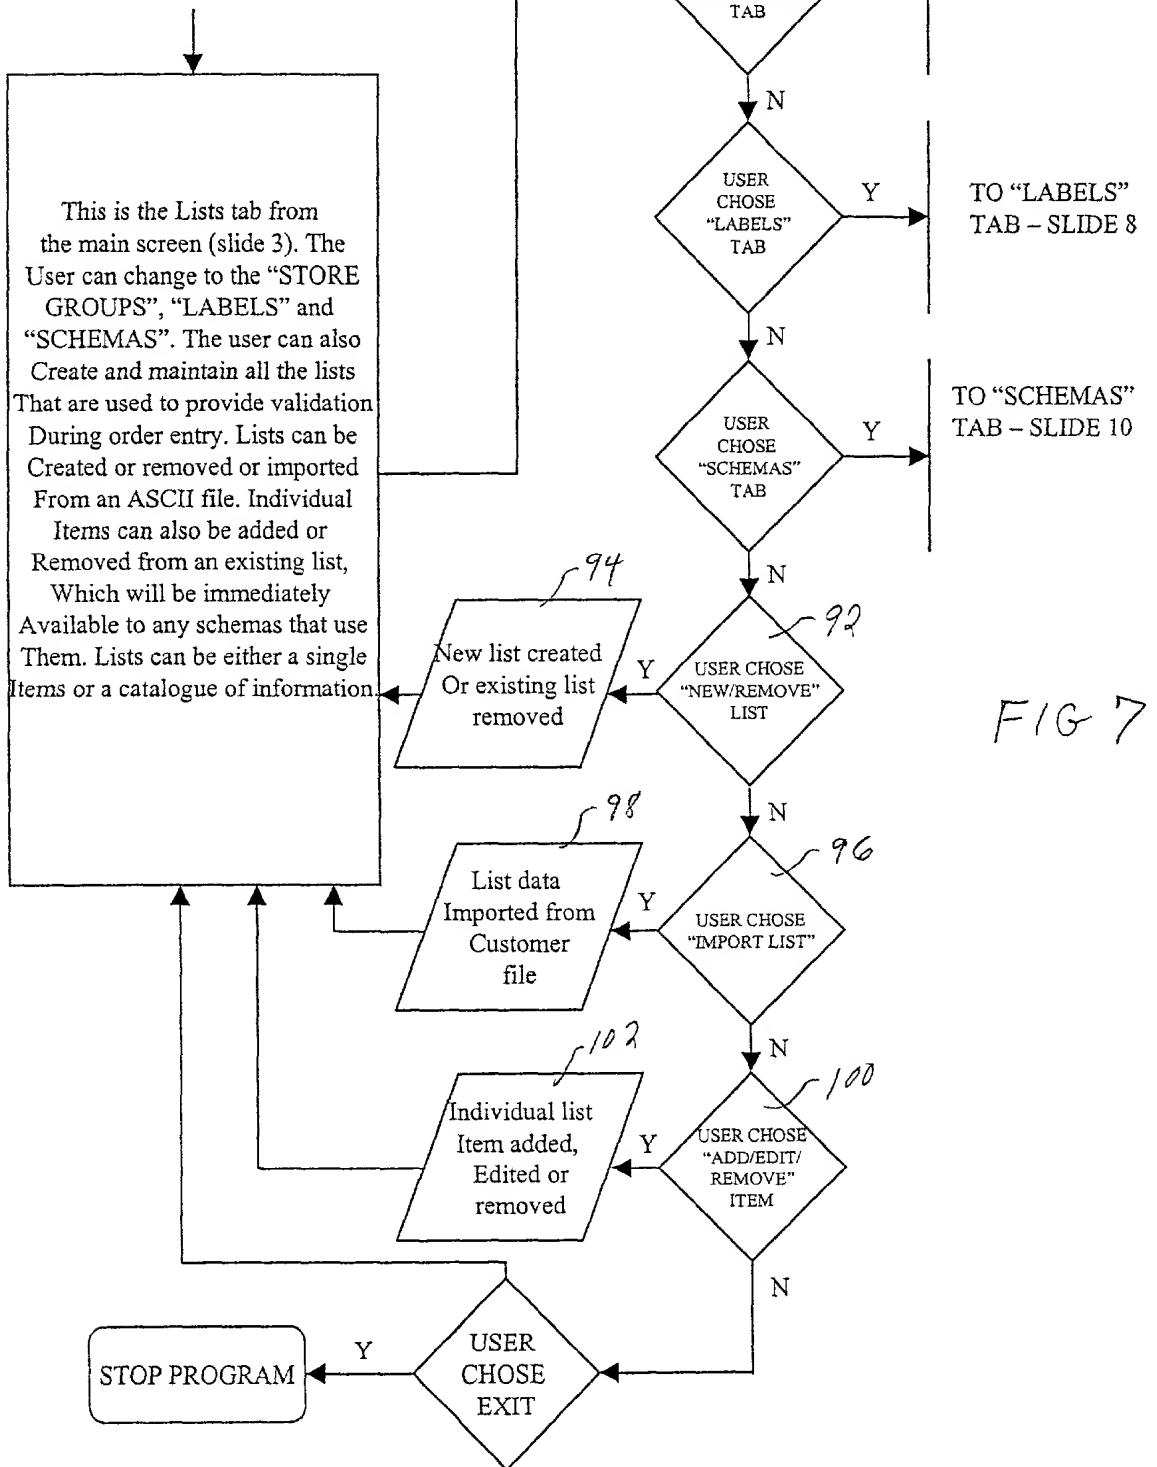 TAB
N
USER
CHOSE
“LABELS”
TAB
Y
TO “LABELS”
TAB – SLIDE 8
N
USER
CHOSE
“SCHEMAS”
TAB
Y
TO “SCHEMAS”
TAB – SLIDE 10
N
This is the Lists tab from
the main screen (slide 3). The
User can change to the “STORE
GROUPS”, “LABELS” and
“SCHEMAS”. The user can also
Create and maintain all the lists
That are used to provide validation
During order entry. Lists can be
Created or removed or imported
From an ASCII file. Individual
Items can also be added or
Removed from an existing list,
Which will be immediately
Available to any schemas that use
Them. Lists can be either a single
Items or a catalogue of information.
94
New list created
Or existing list
removed
Y
92
USER CHOSE
“NEW/REMOVE”
LIST
FIG 7
N
98
List data
Imported from
Customer
file
Y
96
USER CHOSE
“IMPORT LIST”
N
102
Individual list
Item added,
Edited or
removed
Y
100
USER CHOSE
“ADD/EDIT/
REMOVE”
ITEM
N
STOP PROGRAM
Y
USER
CHOSE
EXIT